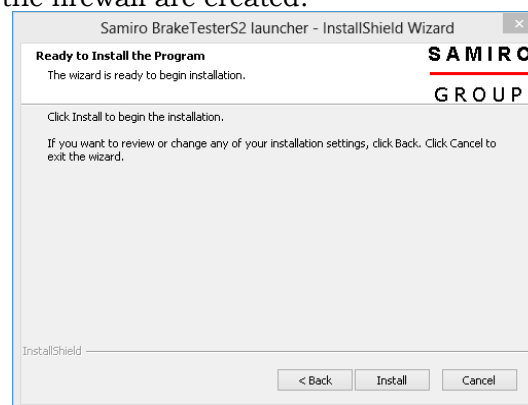 the firewall are created.
Samiro BrakeTesterS2 launcher - InstallShield Wizard
Ready to Install the Program
The wizard is ready to begin installation.
SAMIRO
GROUP
Click Install to begin the installation.
If you want to review or change any of your installation settings, click Back. Click Cancel to
exit the wizard.
InstallShield
< Back
Install
Cancel